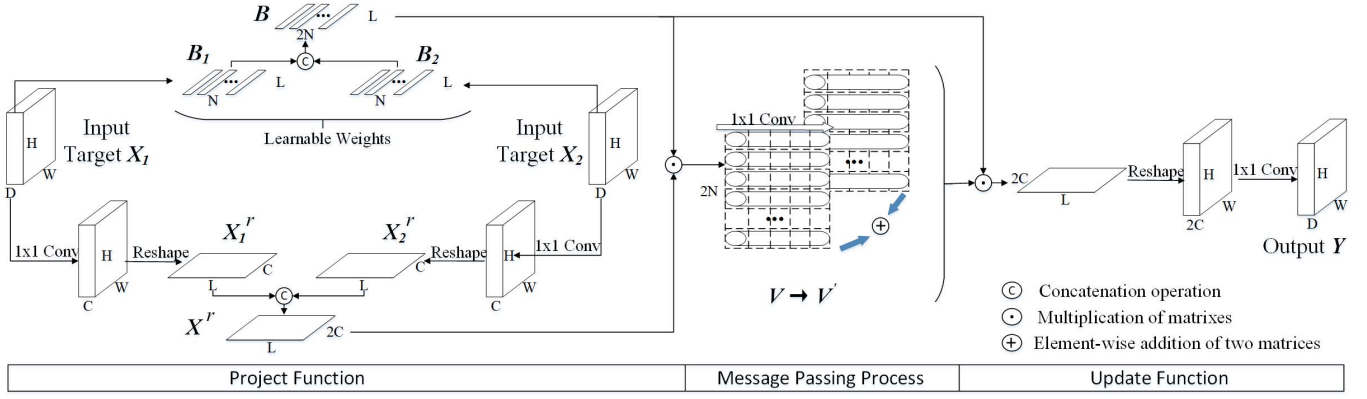 B
L
2N
B1
B2
C
L
L
N
N
H
W
D
Input
Target X1
Learnable Weights
Input
Target X2
H
W
D
1x1 Conv
2N
V → V′
2C
L
Reshape
H
W
2C
1x1 Conv
H
W
D
Output Y
1x1 Conv
H
W
C
Reshape
X1r
C
L
X2r
C
L
Reshape
H
W
C
1x1 Conv
C
Xr
2C
L
C Concatenation operation
Multiplication of matrixes
+ Element-wise addition of two matrices
Project Function
Message Passing Process
Update Function